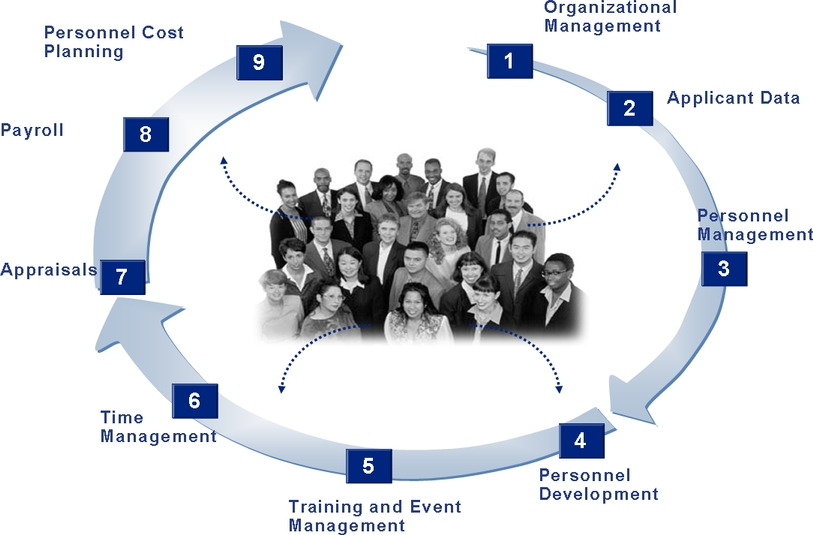 Organizational
Management
1
2
Applicant Data
Personnel
Management
3
4
Personnel
Development
5
Training and Event
Management
6
Time
Management
Appraisals
7
Payroll
8
Personnel Cost
Planning
9